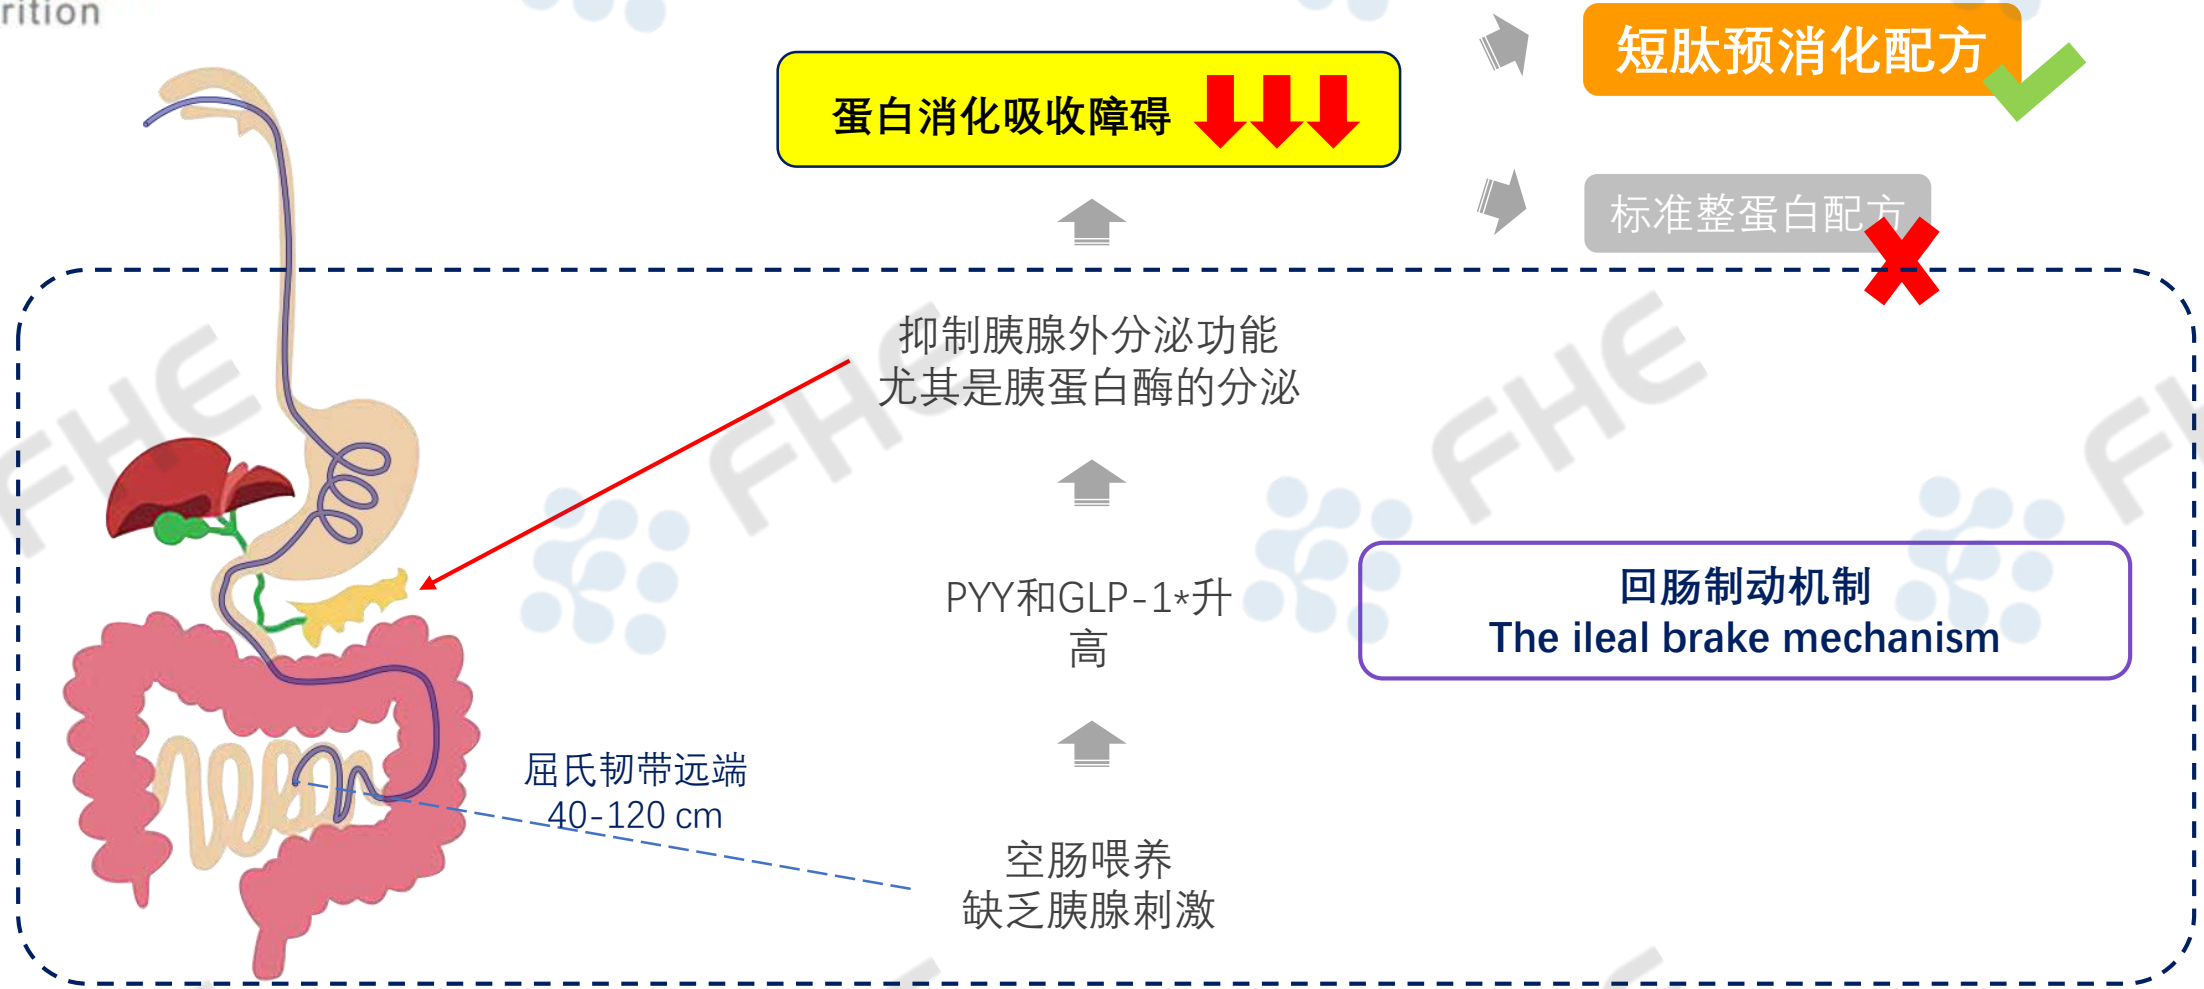 rition
短肽预消化配方
蛋白消化吸收障碍
标准整蛋白配方
抑制胰腺外分泌功能
尤其是胰蛋白酶的分泌
PYY和GLP-1*升
高
回肠制动机制
The ileal brake mechanism
屈氏韧带远端
40-120 cm
空肠喂养
缺乏胰腺刺激
FHE
FHE
FHE
FH